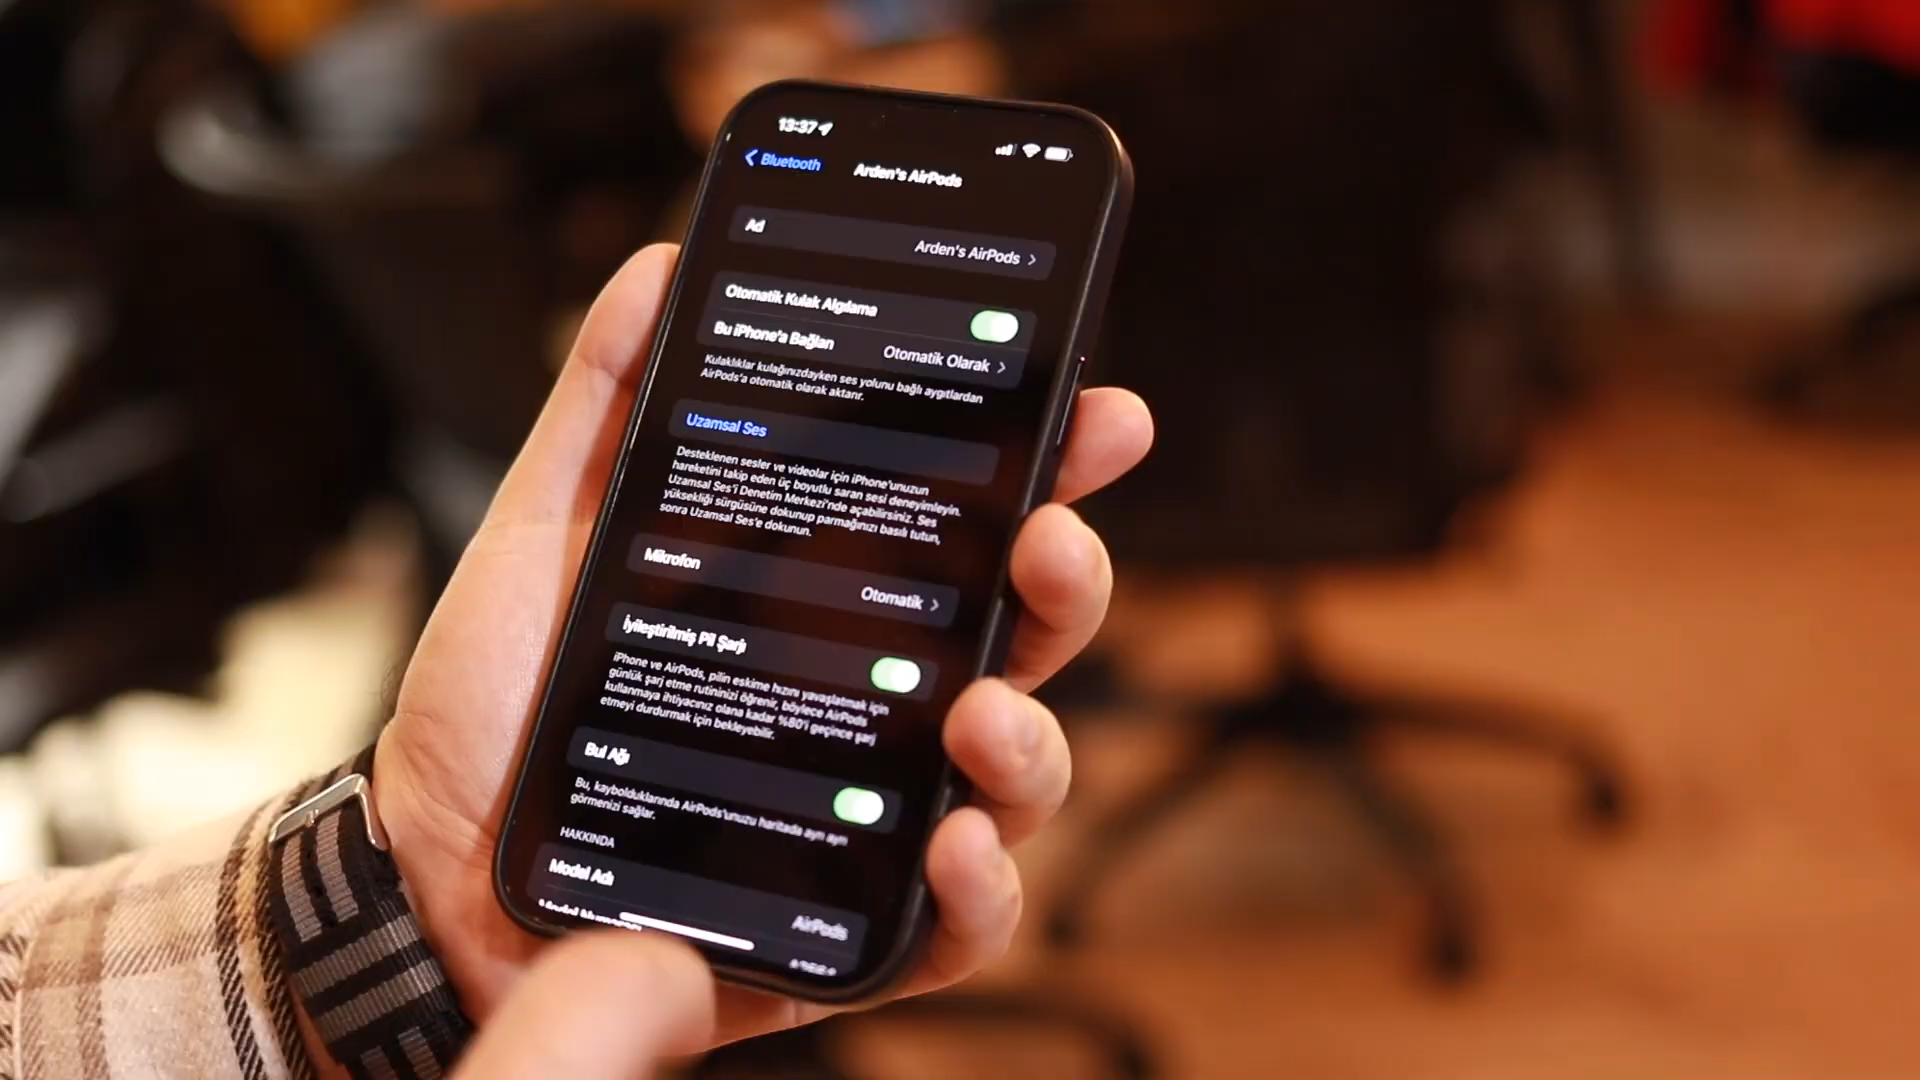 13:37
Bluetooth
Arden's AirPods
Ad
Arden's AirPods
Otomatik Kulak Algılama
Bu iPhone'a Bağlan
Otomatik Olarak
Kulaklıklar kulağınızdayken ses yolunu bağlı aygıtlardan
AirPods'a otomatik olarak aktarır.
Uzamsal Ses
Desteklenen sesler ve videolar için iPhone'unuzun
hareketini takip eden üç boyutlu saran sesi deneyimleyin.
Uzamsal Ses'i Denetim Merkezi'nde açabilirsiniz. Ses
yüksekliği sürgüsüne dokunup parmağınızı basılı tutun,
sonra Uzamsal Ses'e dokunun.
Mikrofon
Otomatik
İyileştirilmiş Pil Şarjı
iPhone ve AirPods, pilin eskime hızını yavaşlatmak için
günlük şarj etme rutininizi öğrenir, böylece AirPods
kullanmaya ihtiyacınız olana kadar %80'i geçince şarj
etmeyi durdurmak için bekleyebilir.
Bul Ağı
Bu, kaybolduklarında AirPods'unuzu haritada ayrı ayrı
görmenizi sağlar.
HAKKINDA
Model Adı
AirPods